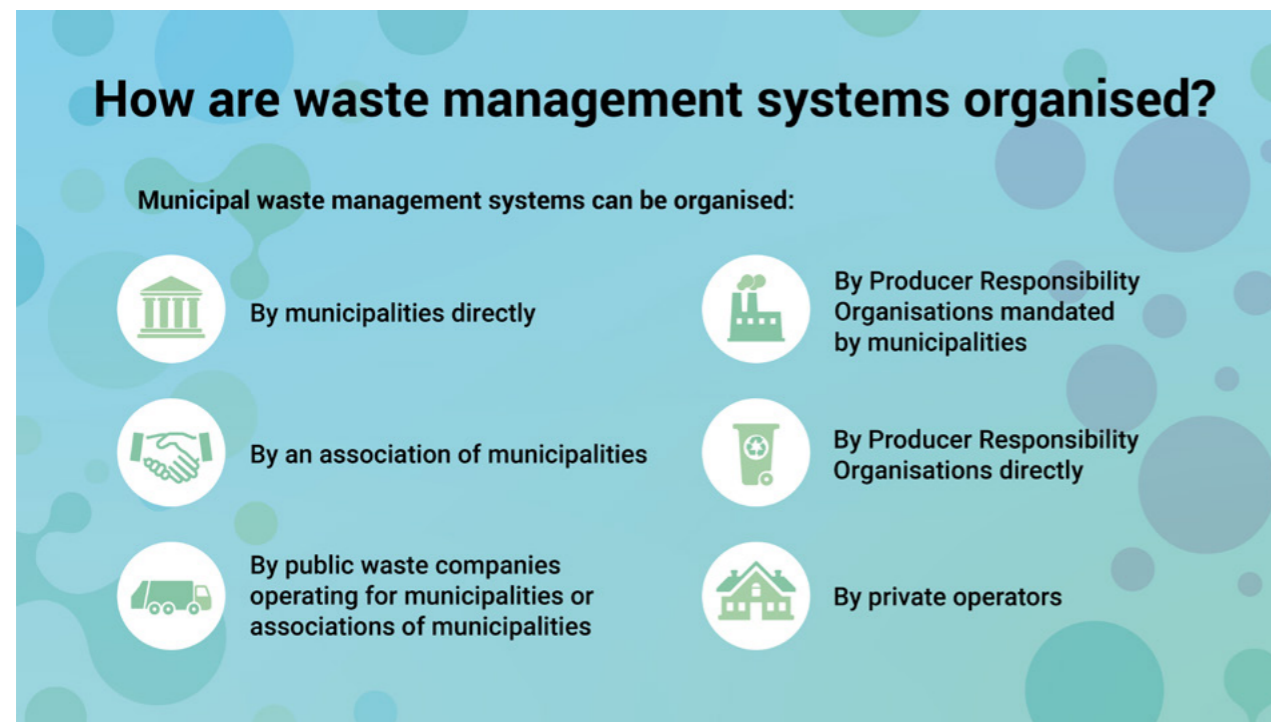 How are waste management systems organised?
Municipal waste management systems can be organised:
By municipalities directly
By an association of municipalities
By public waste companies
operating for municipalities or
associations of municipalities
By Producer Responsibility
Organisations mandated
by municipalities
By Producer Responsibility
Organisations directly
By private operators